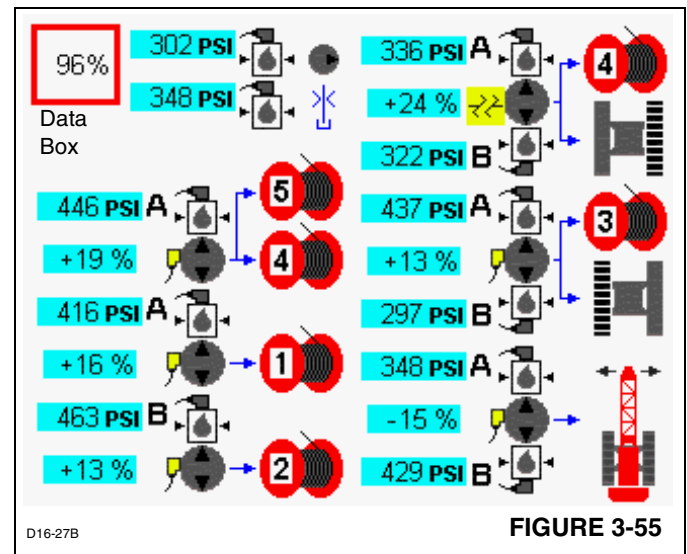 96%
Data
Box
302 PSI
348 PSI
446 PSI A
5
+19 %
4
416 PSI A
+16 %
1
463 PSI B
+13 %
2
336 PSI A
4
+24 %
322 PSI B
437 PSI A
3
+13 %
297 PSI B
348 PSI A
-15 %
429 PSI B
D16-27B
FIGURE 3-55